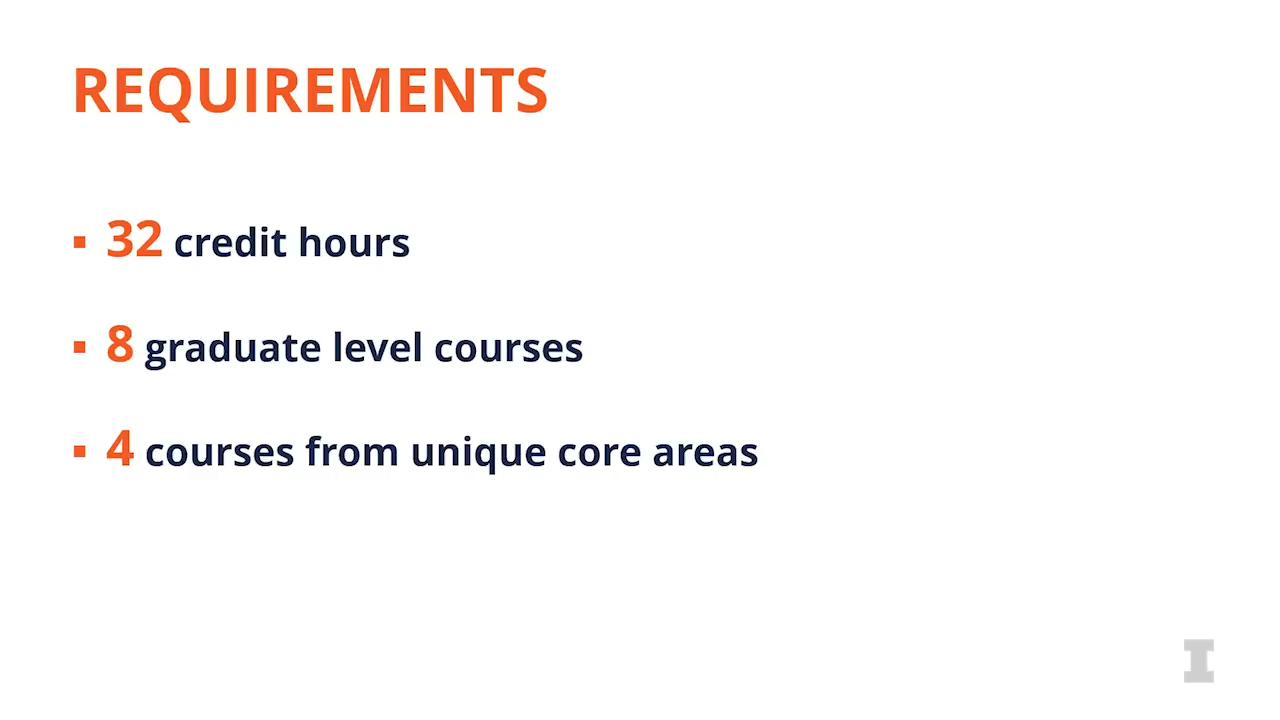 REQUIREMENTS
▪ 32 credit hours
▪ 8 graduate level courses
▪ 4 courses from unique core areas
I